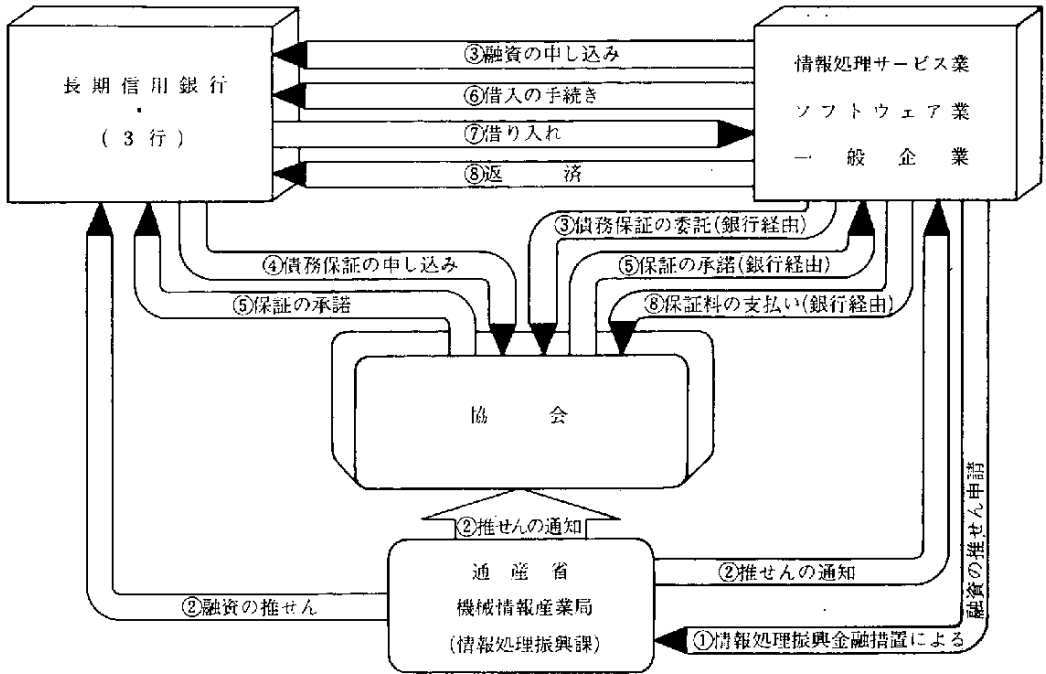 長期信用銀行
(3行)
③融資の申し込み
⑥借入の手続き
⑦借り入れ
⑧返済
情報処理サービス業
ソフトウェア業
一般企業
③債務保証の委託(銀行経由)
④債務保証の申し込み
⑤保証の承諾(銀行経由)
⑤保証の承諾
⑧保証料の支払い(銀行経由)
協会
②推せんの通知
通産省
機械情報産業局
(情報処理振興課)
②融資の推せん
②推せんの通知
①情報処理振興金融措置による
融資の推せん申請